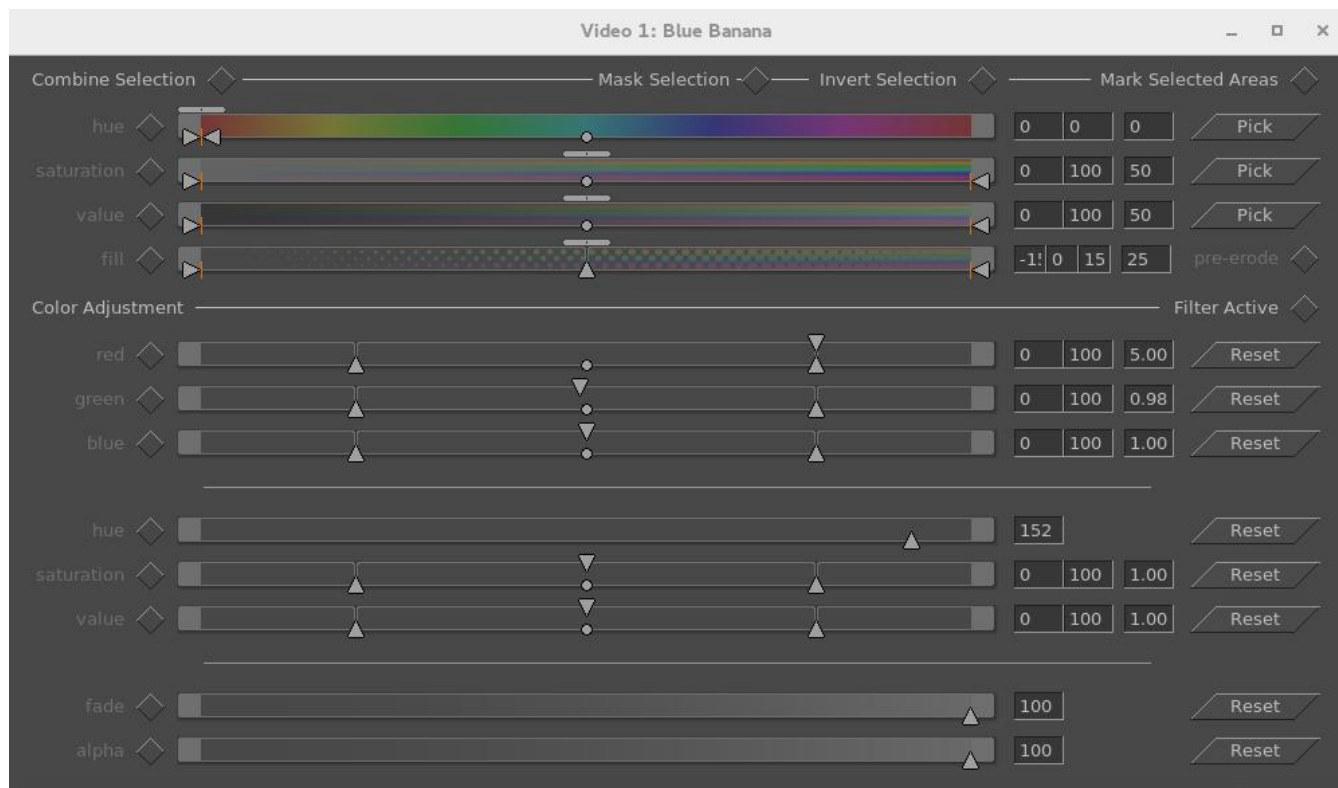 Video 1: Blue Banana
Combine Selection Mask Selection Invert Selection Mark Selected Areas
hue 0 0 0 Pick
saturation 0 100 50 Pick
value 0 100 50 Pick
fill 0 15 25 pre-erode
Color Adjustment Filter Active
red 0 100 5.00 Reset
green 0 100 0.98 Reset
blue 0 100 1.00 Reset
hue 152 Reset
saturation 0 100 1.00 Reset
value 0 100 1.00 Reset
fade 100 Reset
alpha 100 Reset